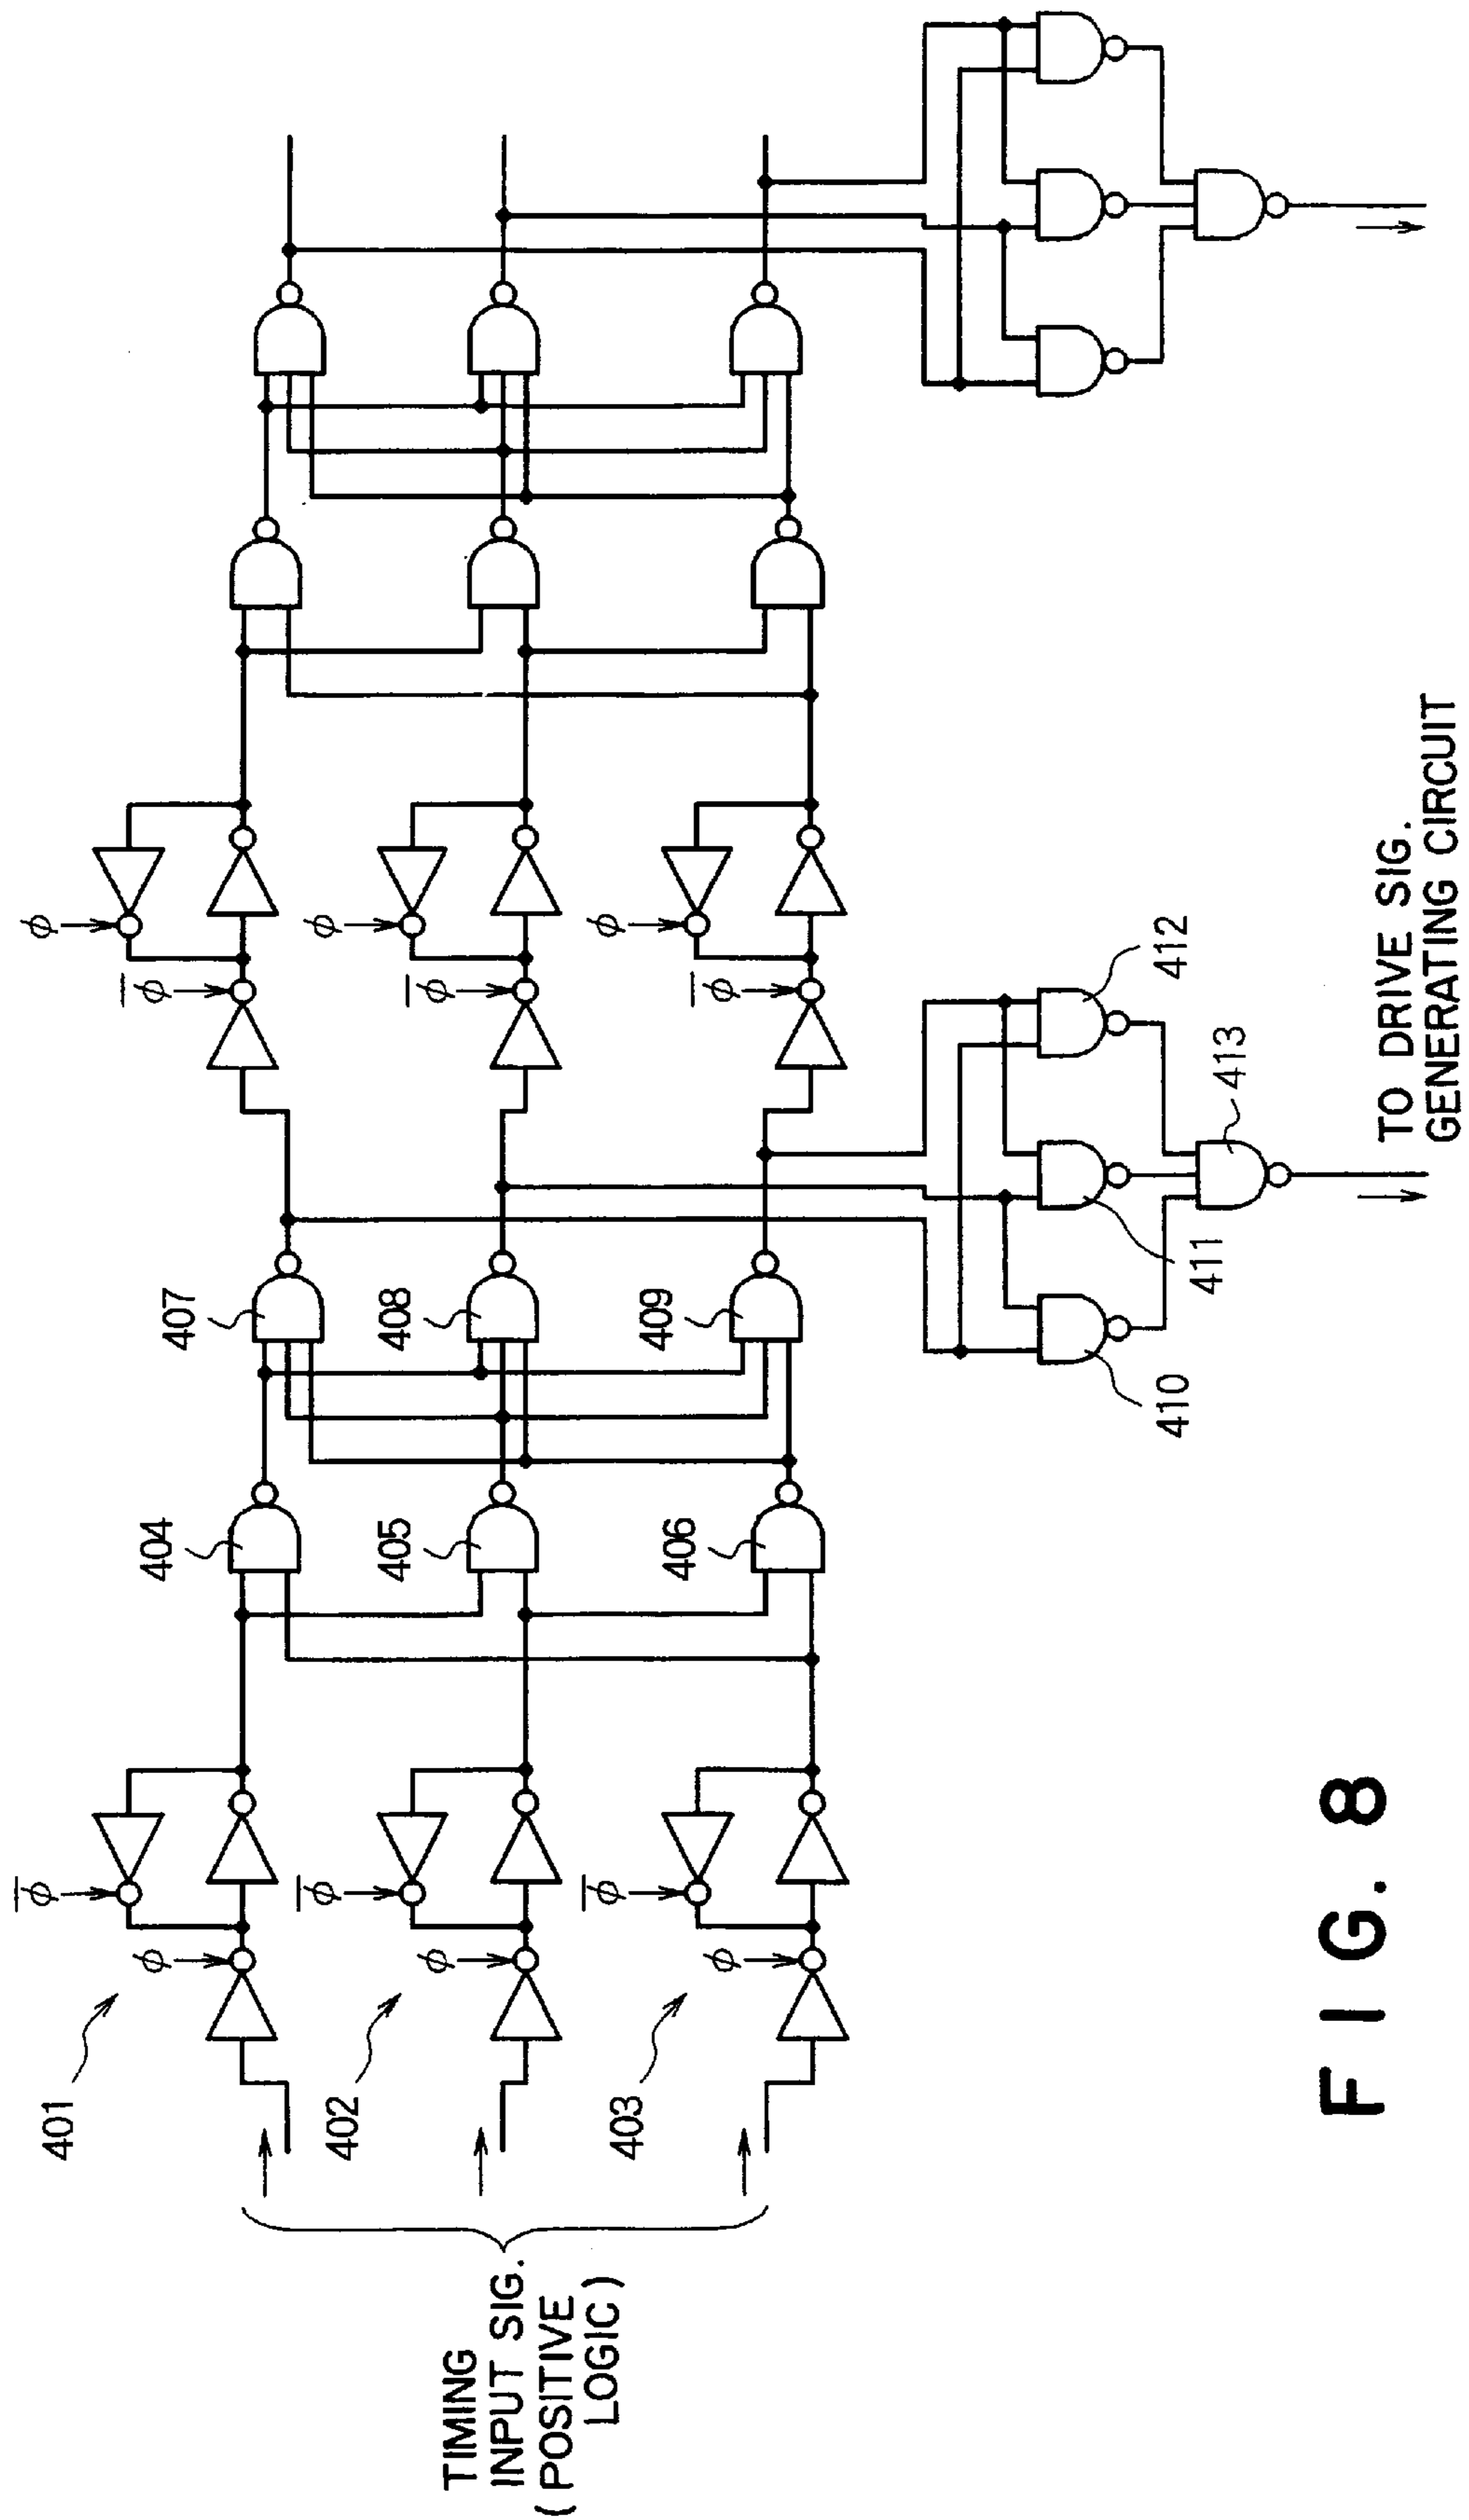 TIMING
INPUT SIG.
(POSITIVE
LOGIC)
401
402
403
φ
φ̅
φ
φ̅
φ
φ̅
404
405
406
407
408
409
410
411
412
413
φ̅
φ
φ̅
φ
φ̅
φ
TO DRIVE SIG.
GENERATING CIRCUIT
FIG. 8